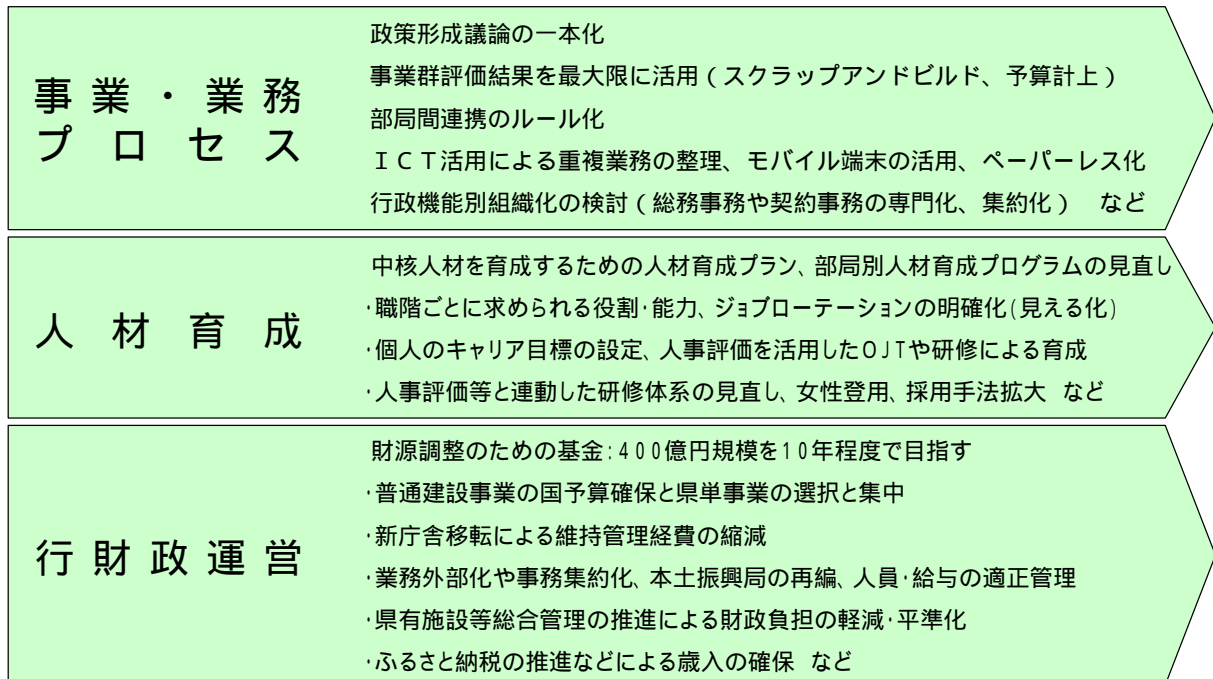 事業・業務
プロセス
政策形成議論の一本化
事業群評価結果を最大限に活用(スクラップアンドビルド、予算計上)
部局間連携のルール化
ICT活用による重複業務の整理、モバイル端末の活用、ペーパーレス化
行政機能別組織化の検討(総務事務や契約事務の専門化、集約化) など
人材育成
中核人材を育成するための人材育成プラン、部局別人材育成プログラムの見直し
・職階ごとに求められる役割・能力、ジョブローテーションの明確化(見える化)
・個人のキャリア目標の設定、人事評価を活用したOJTや研修による育成
・人事評価等と連動した研修体系の見直し、女性登用、採用手法拡大 など
行財政運営
財源調整のための基金:400億円規模を10年程度で目指す
・普通建設事業の国予算確保と県単事業の選択と集中
・新庁舎移転による維持管理経費の縮減
・業務外部化や事務集約化、本土振興局の再編、人員・給与の適正管理
・県有施設等総合管理の推進による財政負担の軽減・平準化
・ふるさと納税の推進などによる歳入の確保 など